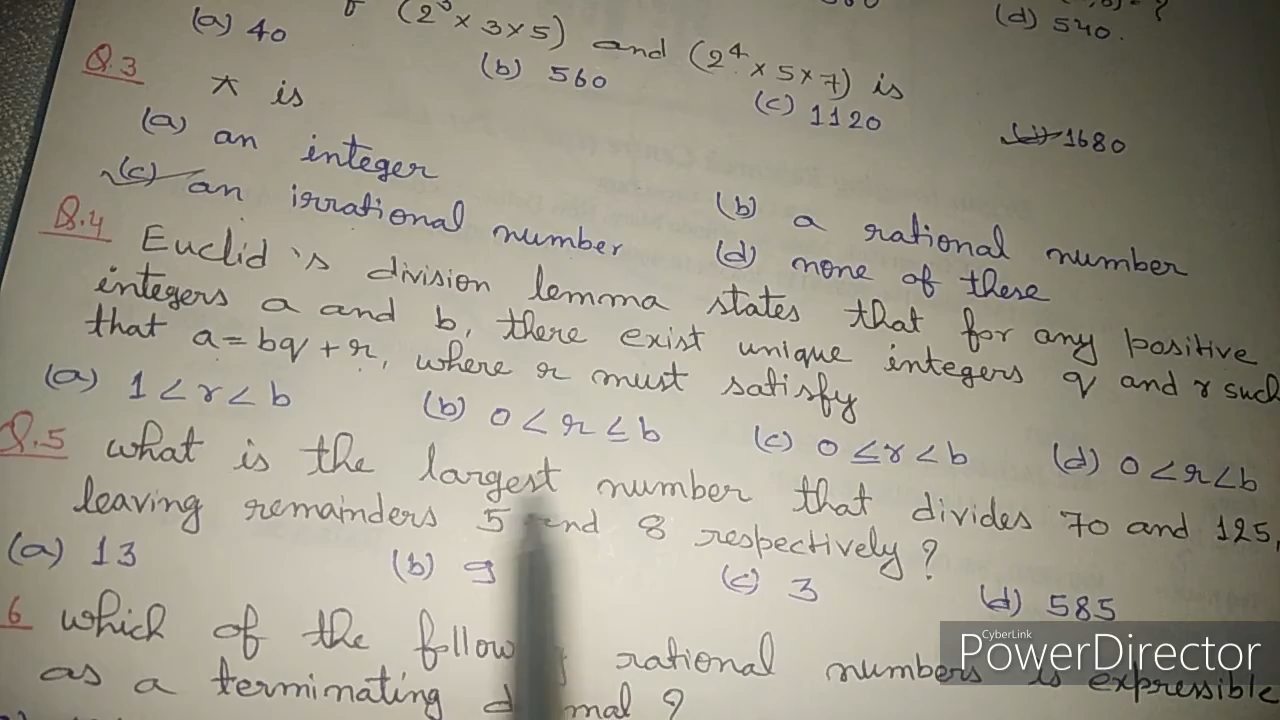 (2³ × 3 × 5) and (2⁴ × 5 × 7) is
(a) 40 (b) 560 (c) 1120 (d) 1680
(d) 540.
Q.3 π is
(a) an integer (b) a rational number
(c) an irrational number (d) none of these
Q.4 Euclid's division lemma states that for any positive
integers a and b, there exist unique integers q and r such
that a = bq + r, where r must satisfy
(a) 1 < r < b (b) 0 < r ≤ b (c) 0 ≤ r < b (d) 0 < r < b
Q.5 what is the largest number that divides 70 and 125,
leaving remainders 5 and 8 respectively?
(a) 13 (b) 9 (c) 3 (d) 585
6 which of the rational numbers is expressible
as a terminating ?
CyberLink
PowerDirector